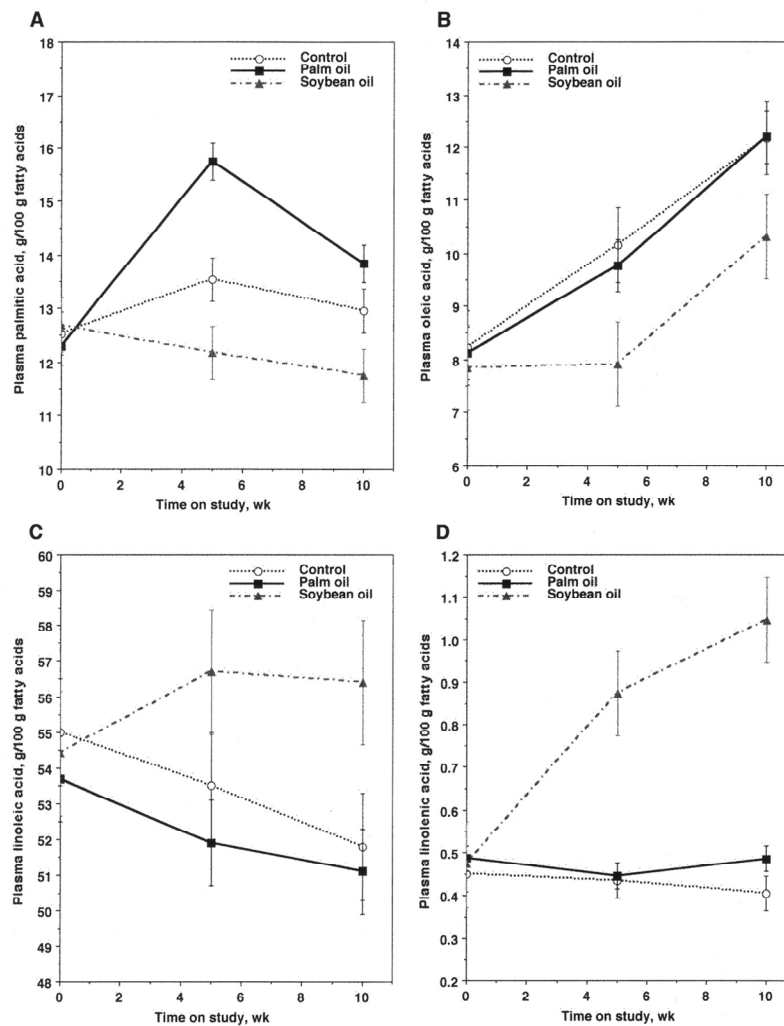 A
Plasma palmitic acid, g/100 g fatty acids
18
17
16
15
14
13
12
11
10
Control
Palm oil
Soybean oil
0 2 4 6 8 10
Time on study, wk
B
Plasma oleic acid, g/100 g fatty acids
14
13
12
11
10
9
8
7
6
Control
Palm oil
Soybean oil
0 2 4 6 8 10
Time on study, wk
C
Plasma linoleic acid, g/100 g fatty acids
60
59
58
57
56
55
54
53
52
51
50
49
48
Control
Palm oil
Soybean oil
0 2 4 6 8 10
Time on study, wk
D
Plasma linolenic acid, g/100 g fatty acids
1.2
1.1
1.0
0.9
0.8
0.7
0.6
0.5
0.4
0.3
0.2
Control
Palm oil
Soybean oil
0 2 4 6 8 10
Time on study, wk